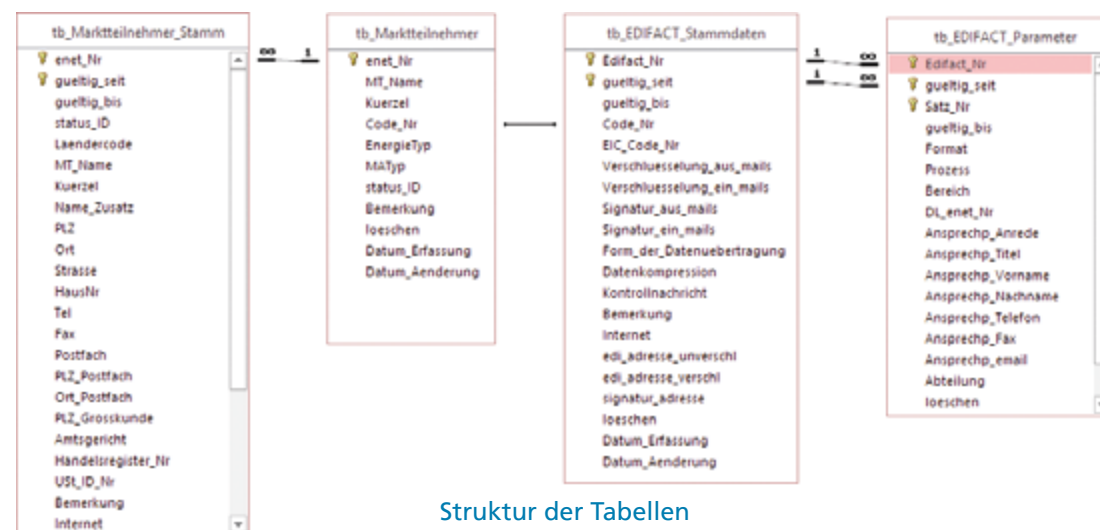 tb_Marktteilnehmer_Stamm
enet_Nr
gueltig_seit
gueltig_bis
status_ID
Laendercode
MT_Name
Kuerzel
Name_Zusatz
PLZ
Ort
Strasse
HausNr
Tel
Fax
Postfach
PLZ_Postfach
Ort_Postfach
PLZ_Grosskunde
Amtsgericht
Handelsregister_Nr
USt_ID_Nr
Bemerkung
Internet
∞ 1
tb_Marktteilnehmer
enet_Nr
MT_Name
Kuerzel
Code_Nr
EnergieTyp
MATyp
status_ID
Bemerkung
loeschen
Datum_Erfassung
Datum_Aenderung
tb_EDIFACT_Stammdaten
Edifact_Nr
gueltig_seit
gueltig_bis
Code_Nr
EIC_Code_Nr
Verschluesselung_aus_mails
Verschluesselung_ein_mails
Signatur_aus_mails
Signatur_ein_mails
Form_der_Datenuebertragung
Datenkompression
Kontrollnachricht
Bemerkung
Internet
edi_adresse_unverschl
edi_adresse_verschl
signatur_adresse
loeschen
Datum_Erfassung
Datum_Aenderung
1 ∞
1 ∞
tb_EDIFACT_Parameter
Edifact_Nr
gueltig_seit
Satz_Nr
gueltig_bis
Format
Prozess
Bereich
DL_enet_Nr
Ansprechp_Anrede
Ansprechp_Titel
Ansprechp_Vorname
Ansprechp_Nachname
Ansprechp_Telefon
Ansprechp_Fax
Ansprechp_email
Abteilung
loeschen
Struktur der Tabellen